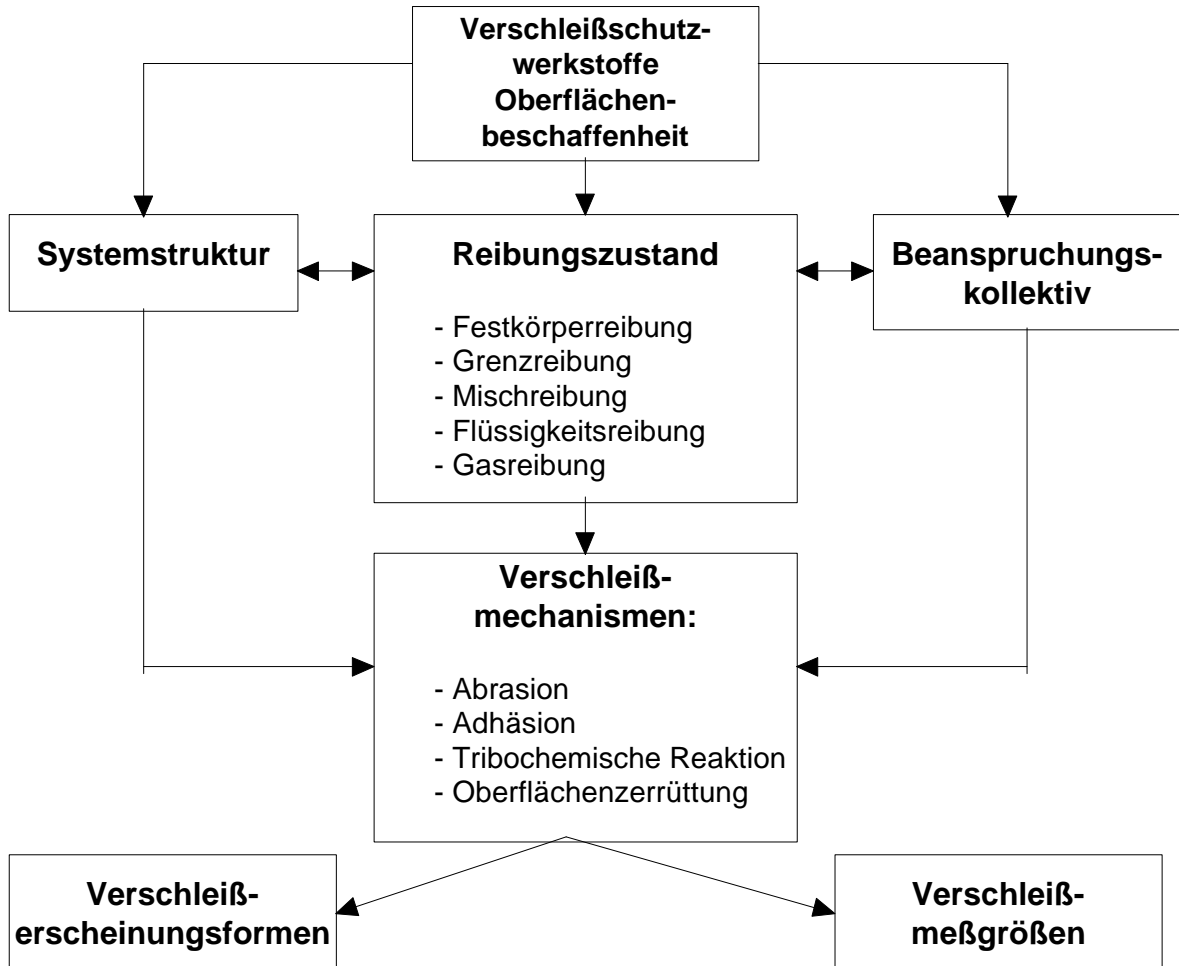 Verschleißschutz-
werkstoffe
Oberflächen-
beschaffenheit
Systemstruktur
Reibungszustand
- Festkörperreibung
- Grenzreibung
- Mischreibung
- Flüssigkeitsreibung
- Gasreibung
Beanspruchungs-
kollektiv
Verschleiß-
mechanismen:
- Abrasion
- Adhäsion
- Tribochemische Reaktion
- Oberflächenzerrüttung
Verschleiß-
erscheinungsformen
Verschleiß-
meßgrößen